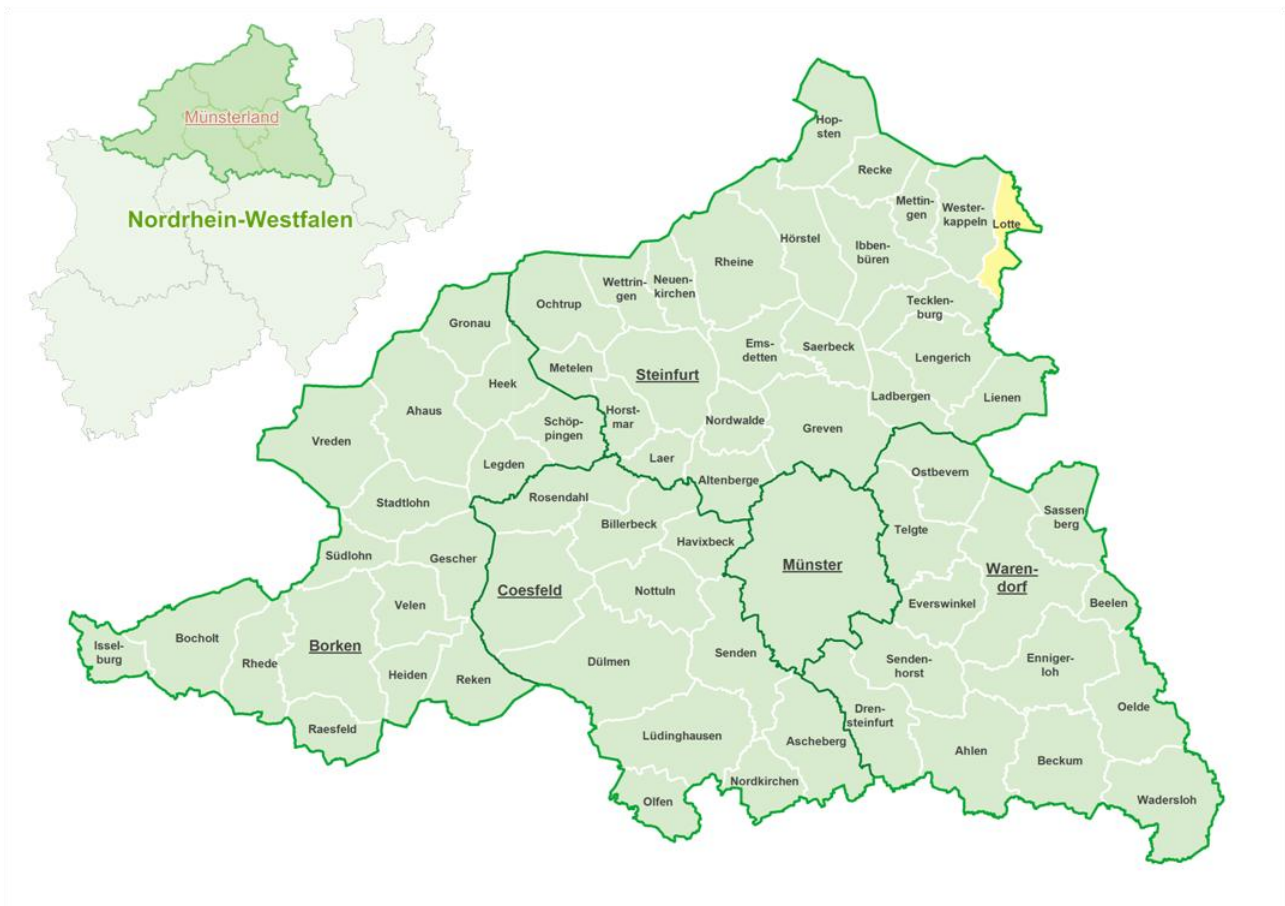 Münsterland
Nordrhein-Westfalen
Hop-
sten
Recke
Mettin-
gen
Wester-
kappeln
Lotte
Hörstel
Ibben-
büren
Rheine
Neuen-
kirchen
Wettrin-
gen
Ochtrup
Tecklen-
burg
Gronau
Ems-
detten
Saerbeck
Lengerich
Metelen
Steinfurt
Heek
Ladbergen
Lienen
Ahaus
Horst-
mar
Nordwalde
Greven
Schöp-
pingen
Vreden
Laer
Legden
Altenberge
Ostbevern
Stadtlohn
Rosendahl
Billerbeck
Sassen
berg
Telgte
Havixbeck
Südlohn
Gescher
Münster
Waren-
dorf
Coesfeld
Nottuln
Velen
Everswinkel
Beelen
Bocholt
Issel-
burg
Rhede
Borken
Heiden
Reken
Dülmen
Senden
Senden-
horst
Enniger-
loh
Oelde
Raesfeld
Lüdinghausen
Ascheberg
Dren-
steinfurt
Ahlen
Beckum
Nordkirchen
Olfen
Wadersloh